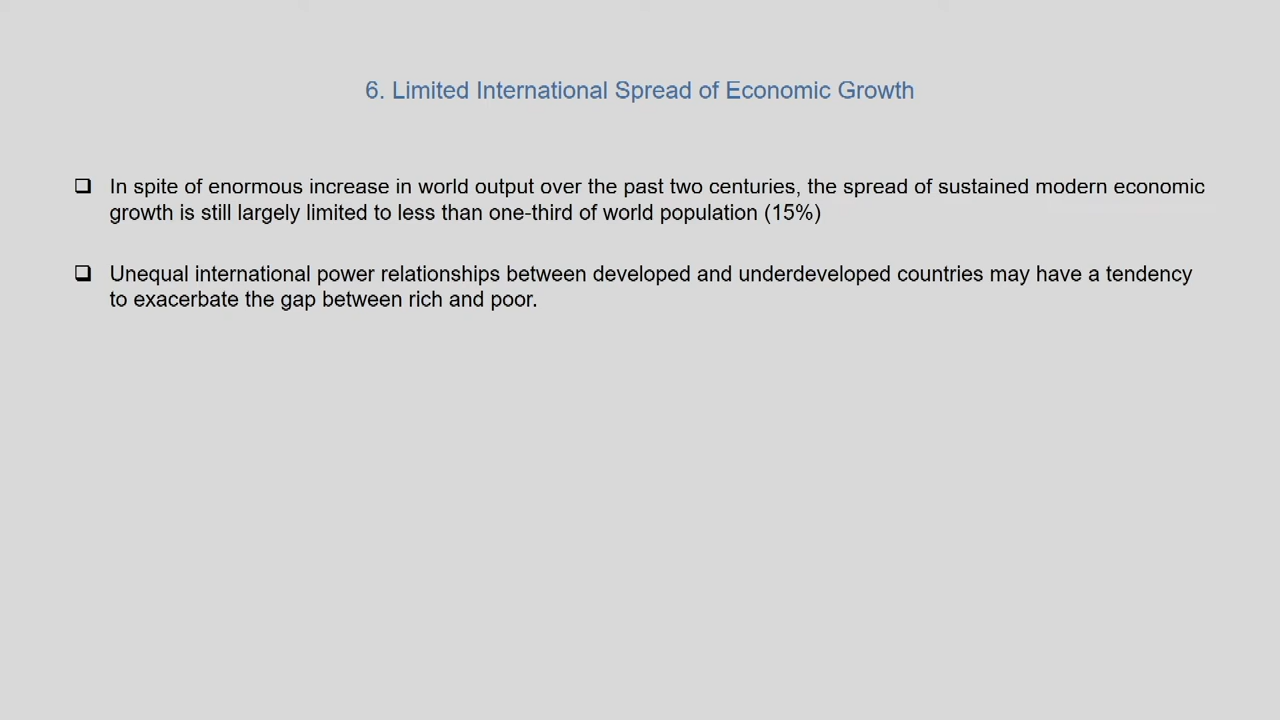 6. Limited International Spread of Economic Growth
❑ In spite of enormous increase in world output over the past two centuries, the spread of sustained modern economic
growth is still largely limited to less than one-third of world population (15%)
❑ Unequal international power relationships between developed and underdeveloped countries may have a tendency
to exacerbate the gap between rich and poor.